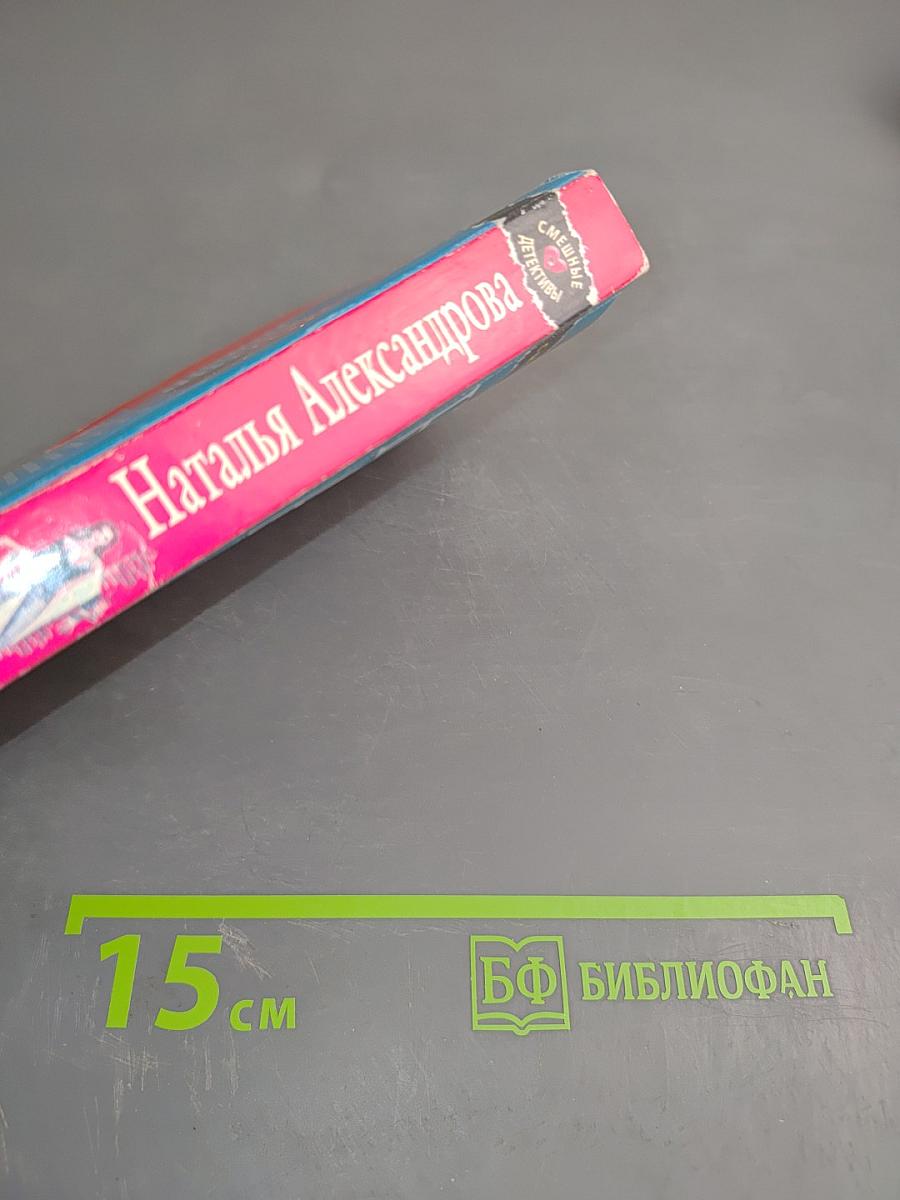 СМЕШНЫЕ
ДЕТЕКТИВЫ
Наталья Александрова
15 см
БФ БИБЛИОФАН